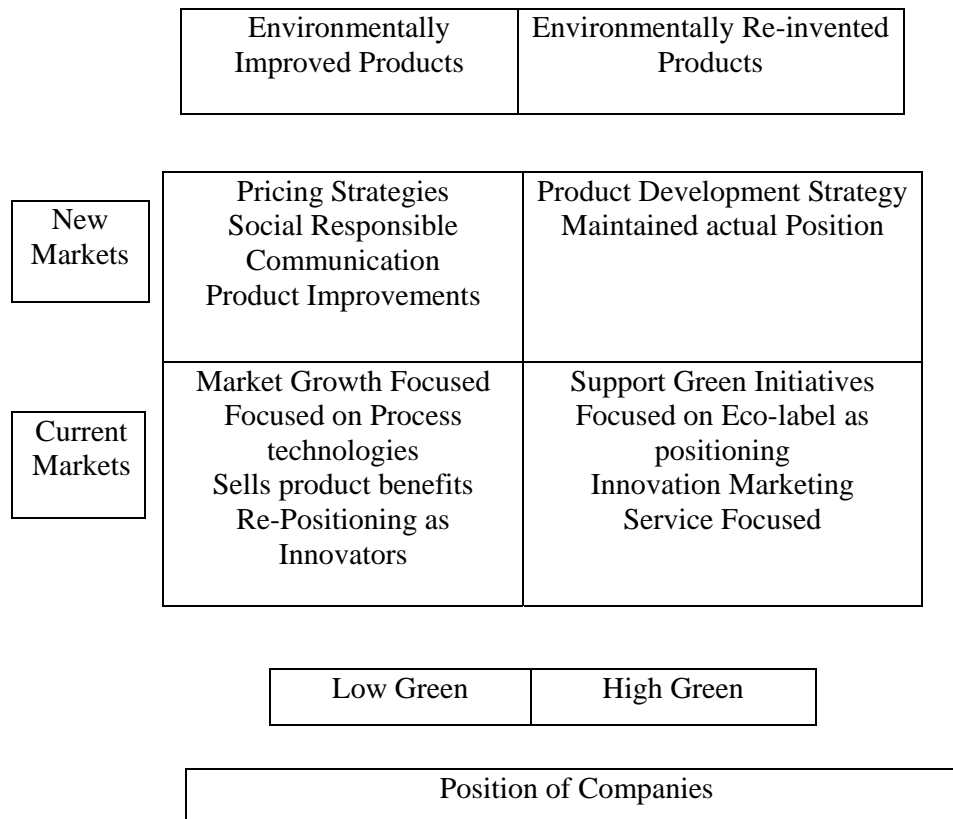 Environmentally
Improved Products
Environmentally Re-invented
Products
New
Markets
Pricing Strategies
Social Responsible
Communication
Product Improvements
Product Development Strategy
Maintained actual Position
Current
Markets
Market Growth Focused
Focused on Process
technologies
Sells product benefits
Re-Positioning as
Innovators
Support Green Initiatives
Focused on Eco-label as
positioning
Innovation Marketing
Service Focused
Low Green
High Green
Position of Companies